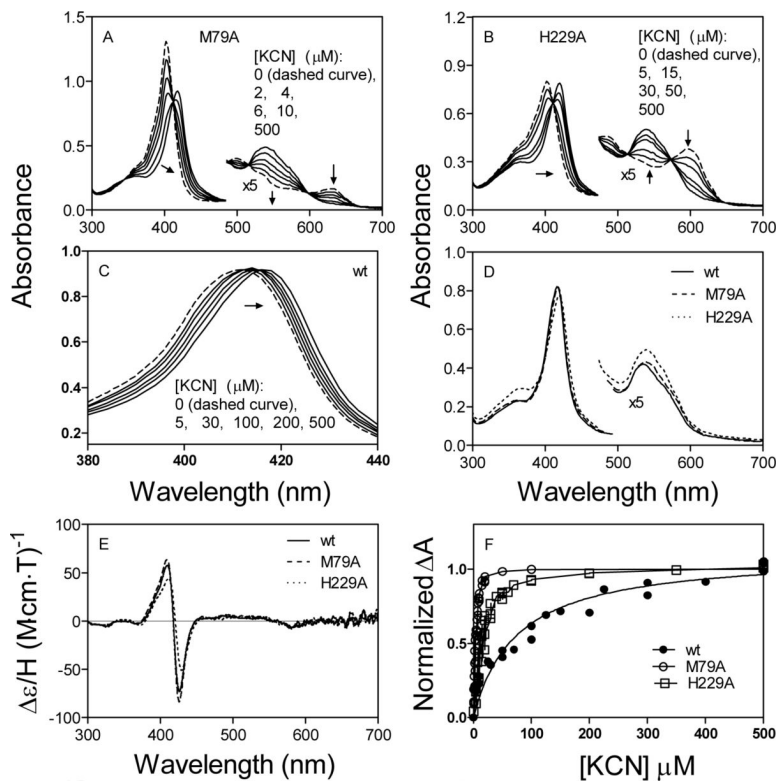 A
M79A
[KCN] (μM):
0 (dashed curve),
2, 4,
6, 10,
500
x5
1.5
1.0
0.5
0.0
300 400 500 600 700
Absorbance
B
H229A
[KCN] (μM):
0 (dashed curve),
5, 15,
30, 50,
500
x5
1.2
0.9
0.6
0.3
0.0
300 400 500 600 700
Absorbance
C
wt
[KCN] (μM):
0 (dashed curve),
5, 30, 100, 200, 500
1.0
0.8
0.6
0.4
0.2
380 400 420 440
Wavelength (nm)
D
wt
M79A
H229A
x5
1.0
0.8
0.6
0.4
0.2
0.0
300 400 500 600 700
Wavelength (nm)
E
wt
M79A
H229A
100
50
0
-50
-100
300 400 500 600 700
Δε/H (M·cm·T)⁻¹
Wavelength (nm)
F
wt
M79A
H229A
1.0
0.5
0.0
0 100 200 300 400 500
Normalized ΔA
[KCN] μM